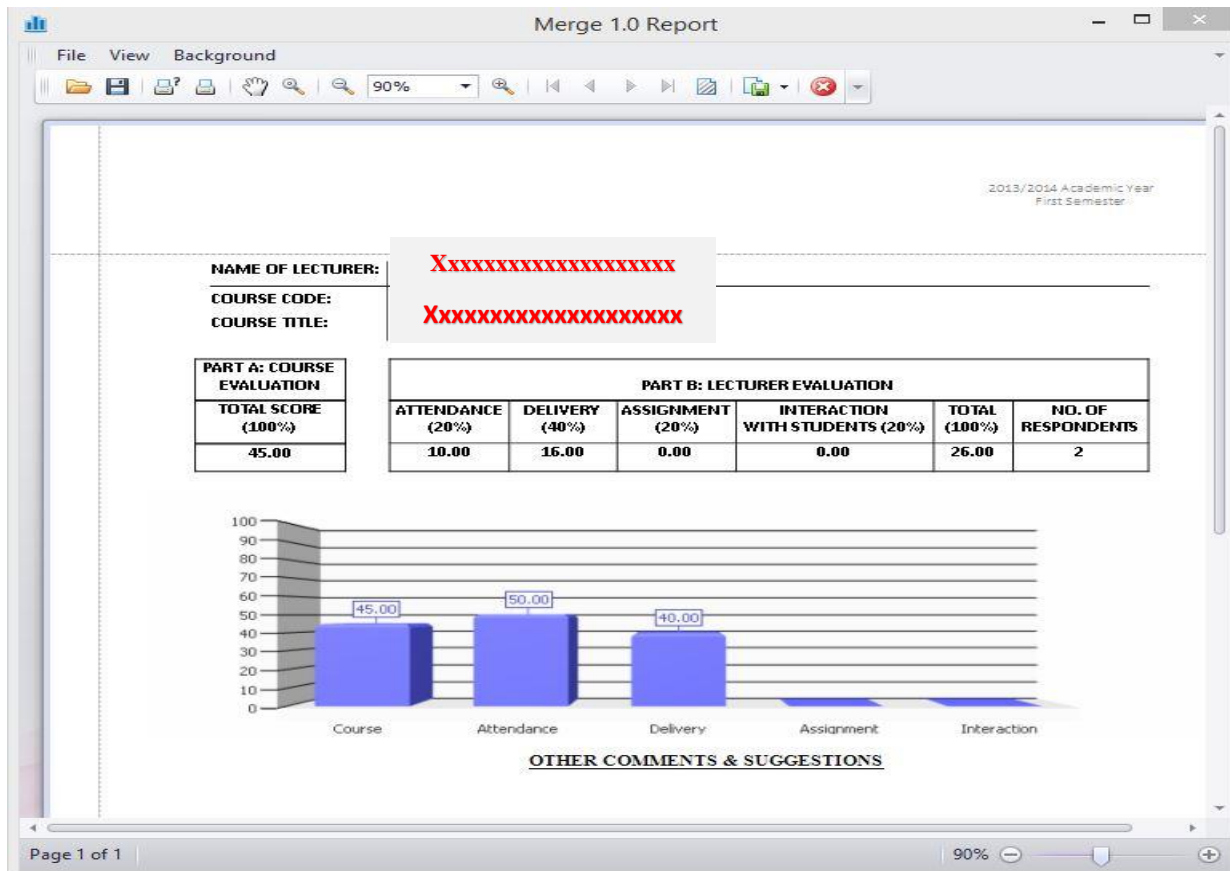 Merge 1.0 Report
File View Background
90%
2013/2014 Academic Year
First Semester
NAME OF LECTURER: Xxxxxxxxxxxxxxxxxxxx
COURSE CODE:
COURSE TITLE: Xxxxxxxxxxxxxxxxxxxx
PART A: COURSE
EVALUATION
TOTAL SCORE
(100%)
45.00
PART B: LECTURER EVALUATION
ATTENDANCE (20%) DELIVERY (40%) ASSIGNMENT (20%) INTERACTION WITH STUDENTS (20%) TOTAL (100%) NO. OF RESPONDENTS
10.00 16.00 0.00 0.00 26.00 2
100
90
80
70
60
50
40
30
20
10
0
45.00 50.00 40.00
Course Attendance Delivery Assignment Interaction
OTHER COMMENTS & SUGGESTIONS
Page 1 of 1 90%